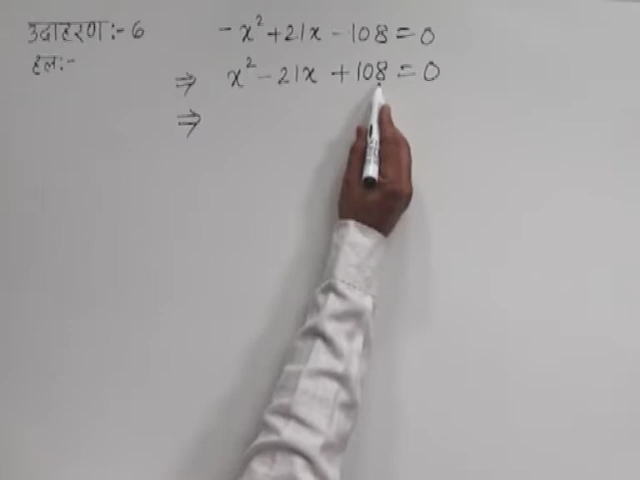 उदाहरण:- 6 -x²+21x-108=0
हल:- ⇒ x²-21x+108=0
⇒